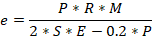 e = P * R * M / 2 * S * E − 0.2 * P